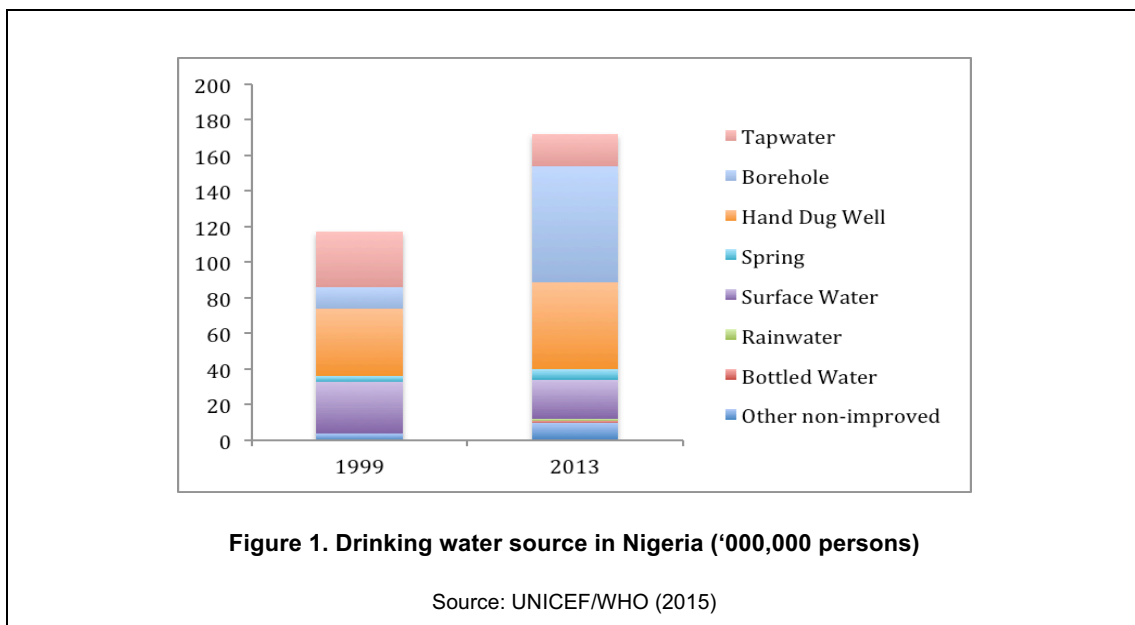 200
180
160
140
120
100
80
60
40
20
0
1999
2013
Tapwater
Borehole
Hand Dug Well
Spring
Surface Water
Rainwater
Bottled Water
Other non-improved
Figure 1. Drinking water source in Nigeria (‘000,000 persons)
Source: UNICEF/WHO (2015)